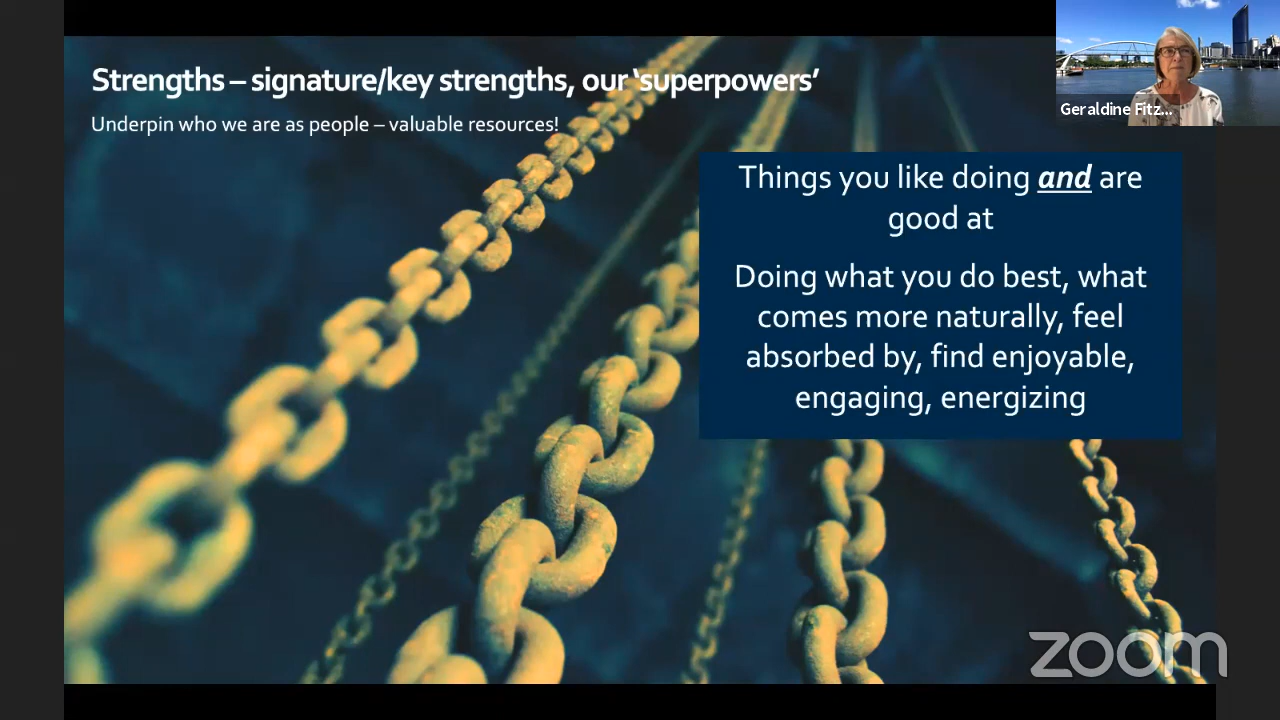 Strengths – signature/key strengths, our ‘superpowers’
Underpin who we are as people – valuable resources!
Geraldine Fitz...
Things you like doing and are
good at
Doing what you do best, what
comes more naturally, feel
absorbed by, find enjoyable,
engaging, energizing
zoom